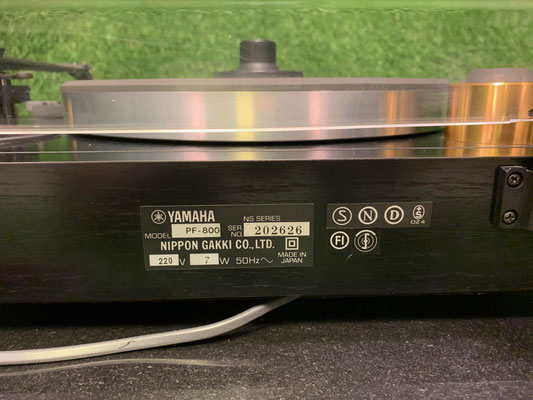 YAMAHA NS SERIES
MODEL PF-800 SER. NO. 202626
NIPPON GAKKI CO.,LTD.
220 V 7 W 50Hz MADE IN JAPAN
S N D S
DZ4
FI